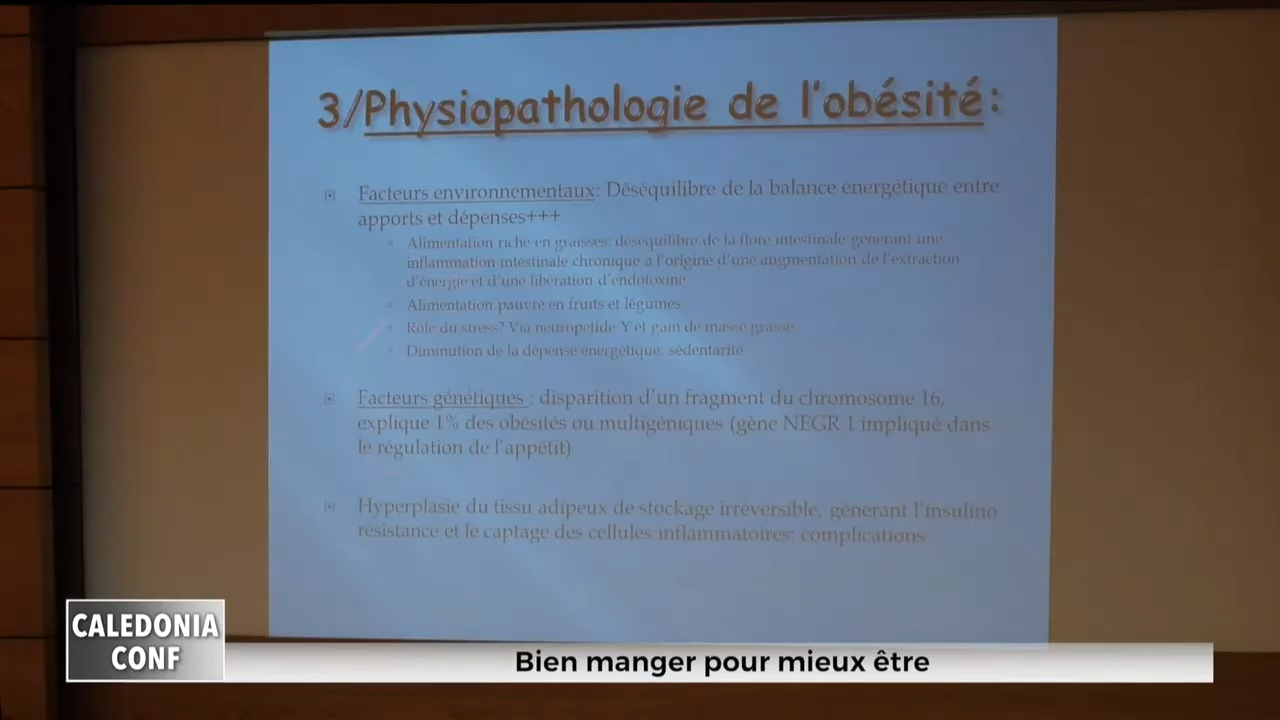 3/Physiopathologie de l'obésité:
Facteurs environnementaux: Déséquilibre de la balance énergétique entre
apports et dépenses+++
Alimentation riche en graisses: déséquilibre de la flore intestinale générant une
inflammation intestinale chronique à l'origine d'une augmentation de l'extraction
d'énergie et d'une libération d'endotoxine
Alimentation pauvre en fruits et légumes
Rôle du stress? Via neuropetide Y et gain de masse grasse
Diminution de la dépense énergétique: sédentarité
Facteurs génétiques : disparition d'un fragment du chromosome 16,
explique 1% des obésités ou multigéniques (gène NEGR 1 impliqué dans
le régulation de l'appétit)
Hyperplasie du tissu adipeux de stockage irréversible, générant l'insulino
résistance et le captage des cellules inflammatoires: complications
CALEDONIA
CONF
Bien manger pour mieux être